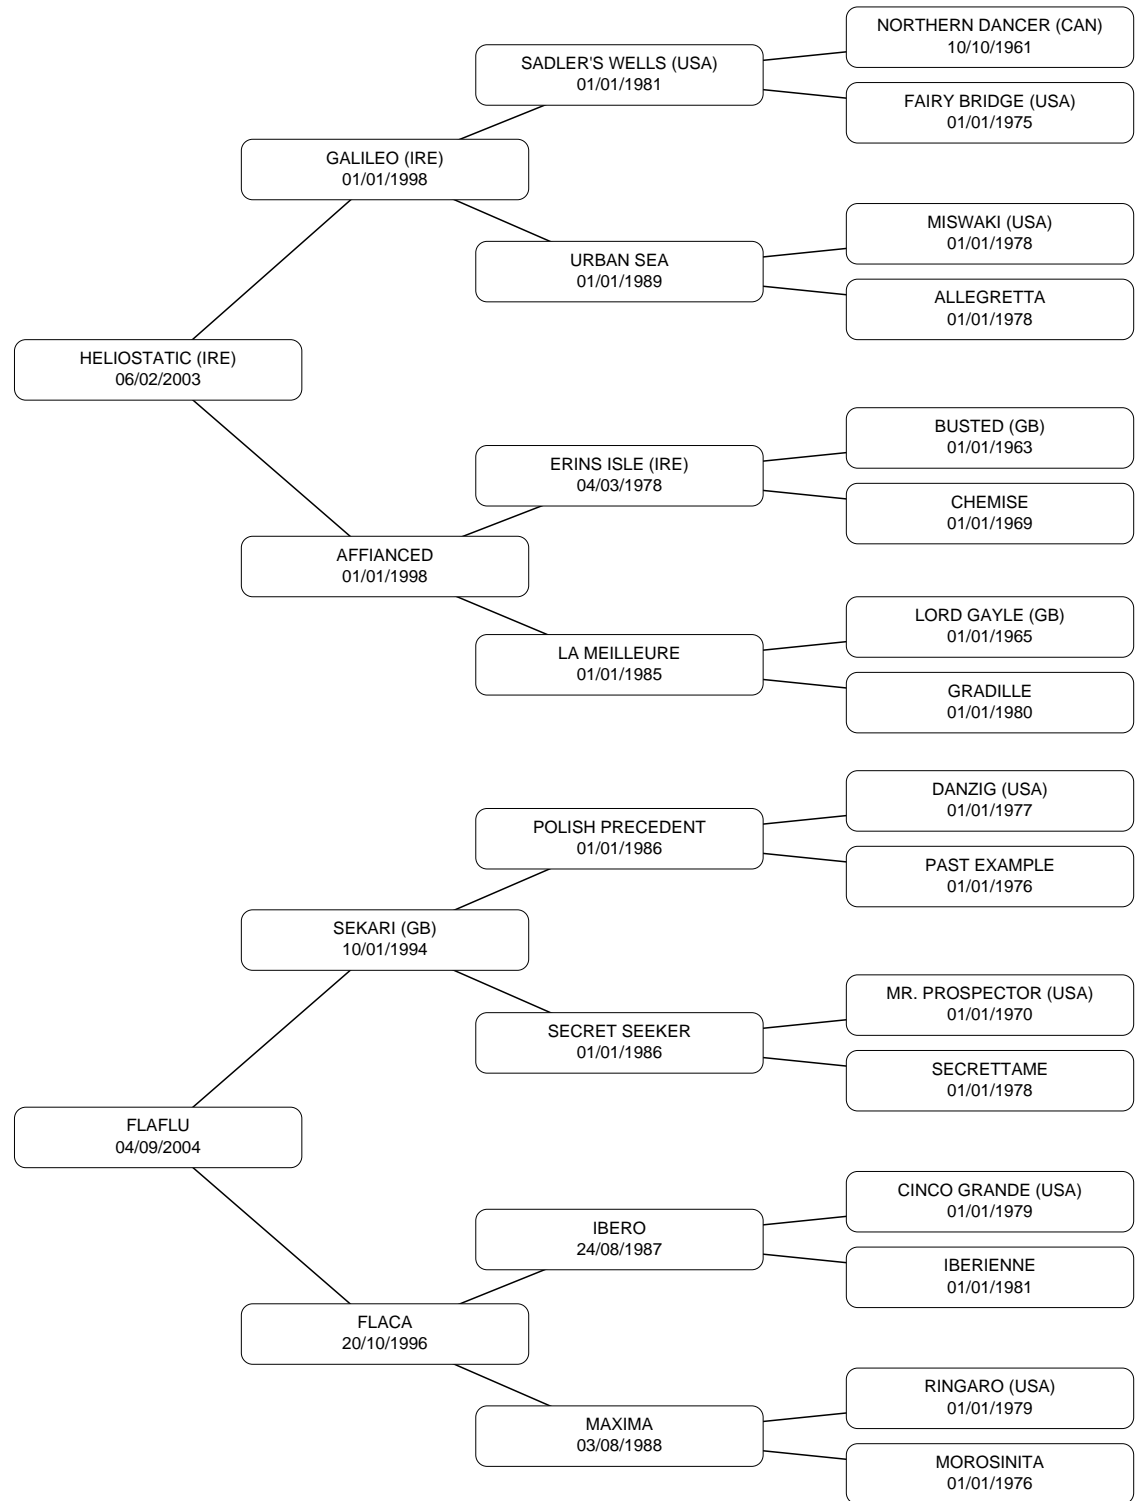 NORTHERN DANCER (CAN)
10/10/1961
SADLER'S WELLS (USA)
01/01/1981
FAIRY BRIDGE (USA)
01/01/1975
GALILEO (IRE)
01/01/1998
MISWAKI (USA)
01/01/1978
URBAN SEA
01/01/1989
ALLEGRETTA
01/01/1978
HELIOSTATIC (IRE)
06/02/2003
BUSTED (GB)
01/01/1963
ERINS ISLE (IRE)
04/03/1978
CHEMISE
01/01/1969
AFFIANCED
01/01/1998
LORD GAYLE (GB)
01/01/1965
LA MEILLEURE
01/01/1985
GRADILLE
01/01/1980
DANZIG (USA)
01/01/1977
POLISH PRECEDENT
01/01/1986
PAST EXAMPLE
01/01/1976
SEKARI (GB)
10/01/1994
MR. PROSPECTOR (USA)
01/01/1970
SECRET SEEKER
01/01/1986
SECRETTAME
01/01/1978
FLAFLU
04/09/2004
CINCO GRANDE (USA)
01/01/1979
IBERO
24/08/1987
IBERIENNE
01/01/1981
FLACA
20/10/1996
RINGARO (USA)
01/01/1979
MAXIMA
03/08/1988
MOROSINITA
01/01/1976